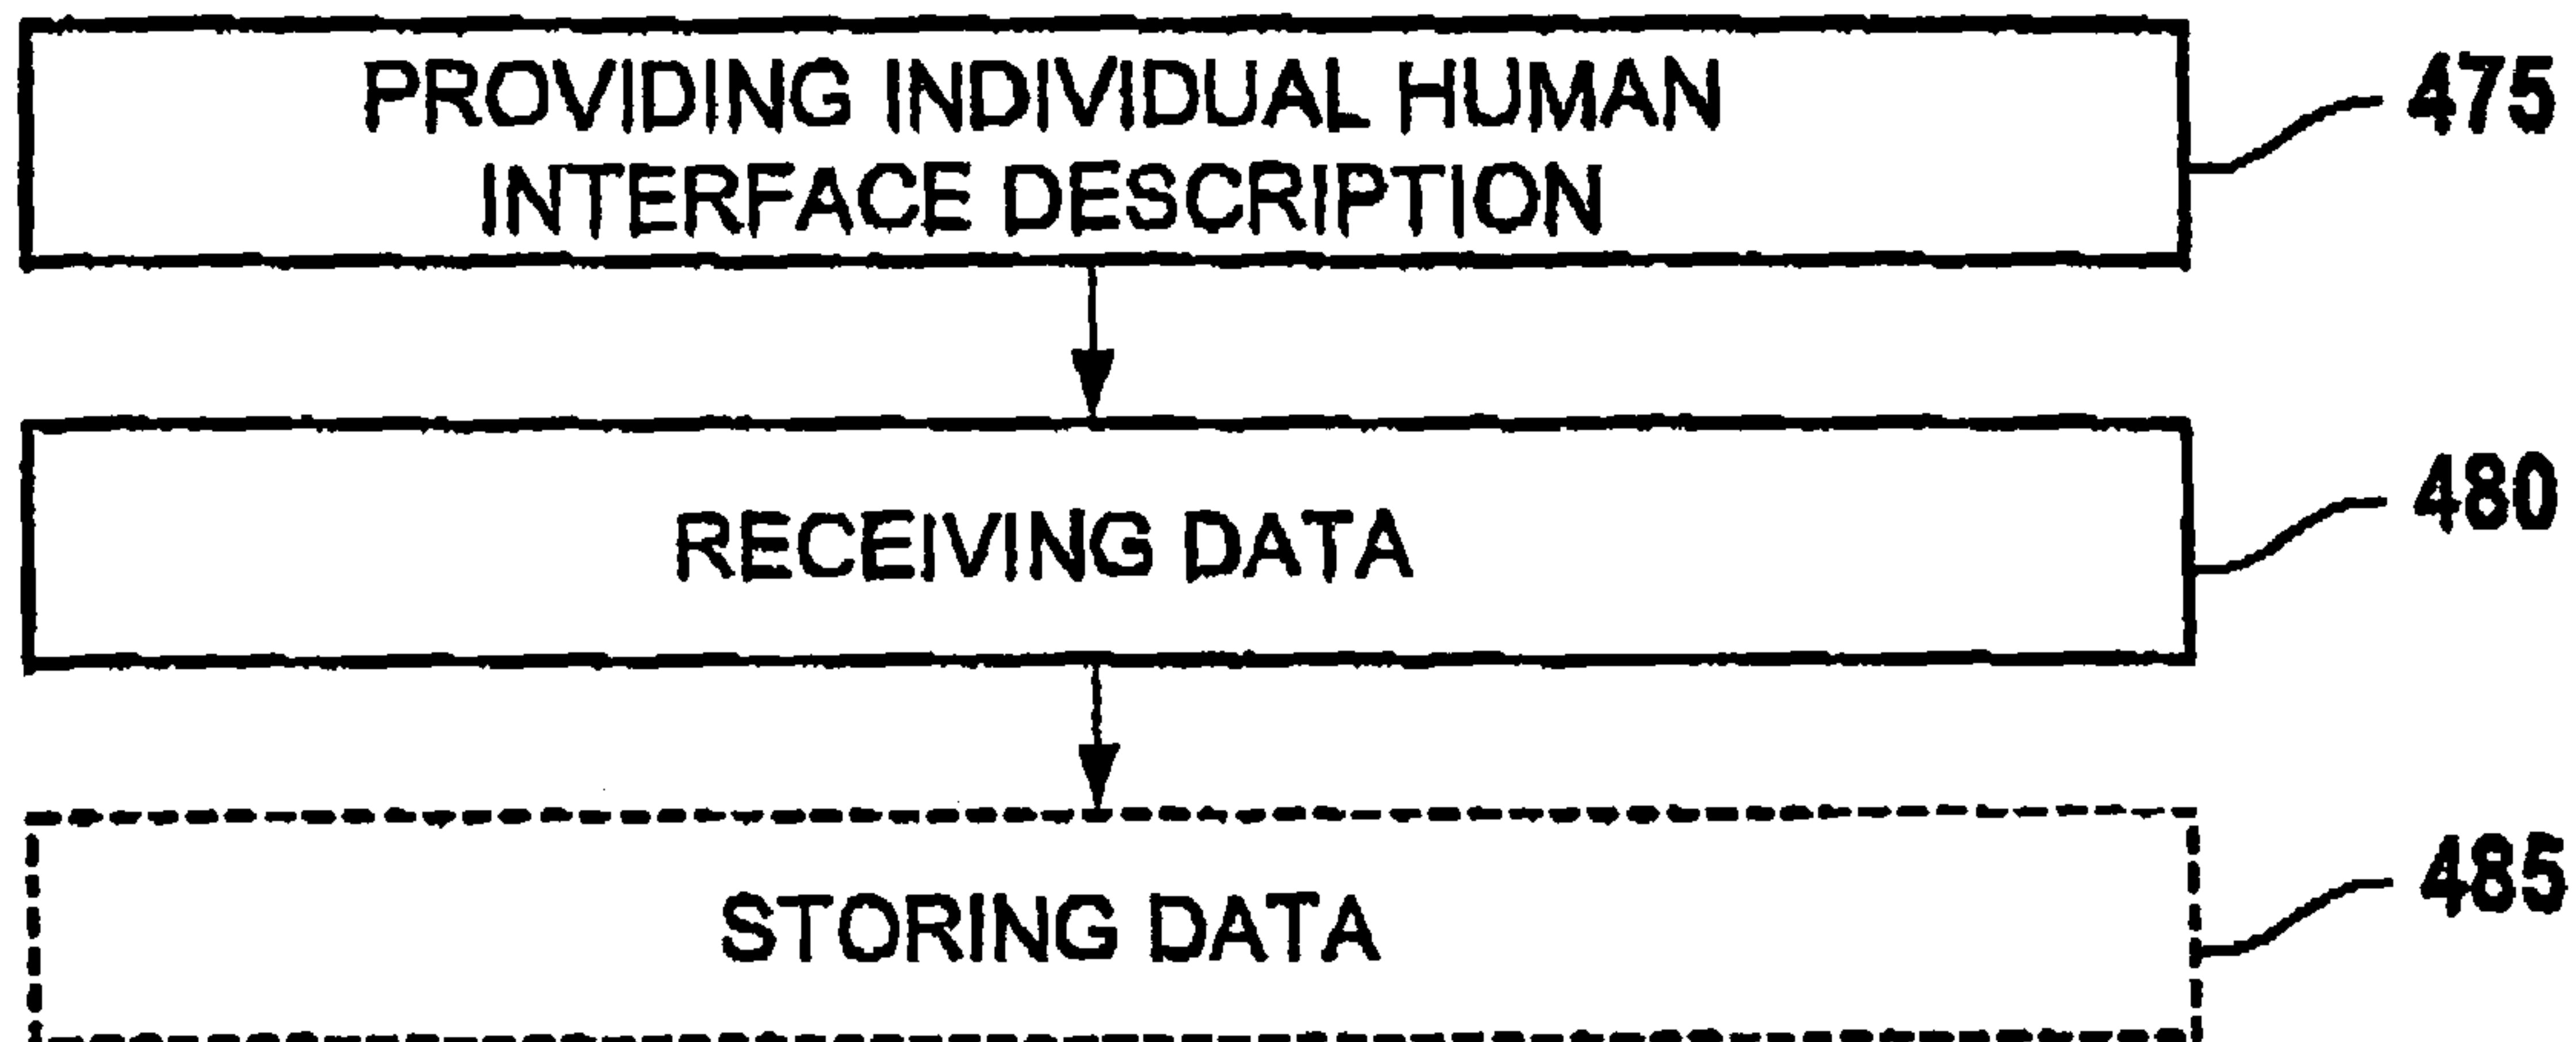 PROVIDING INDIVIDUAL HUMAN
INTERFACE DESCRIPTION
475
RECEIVING DATA
480
STORING DATA
485